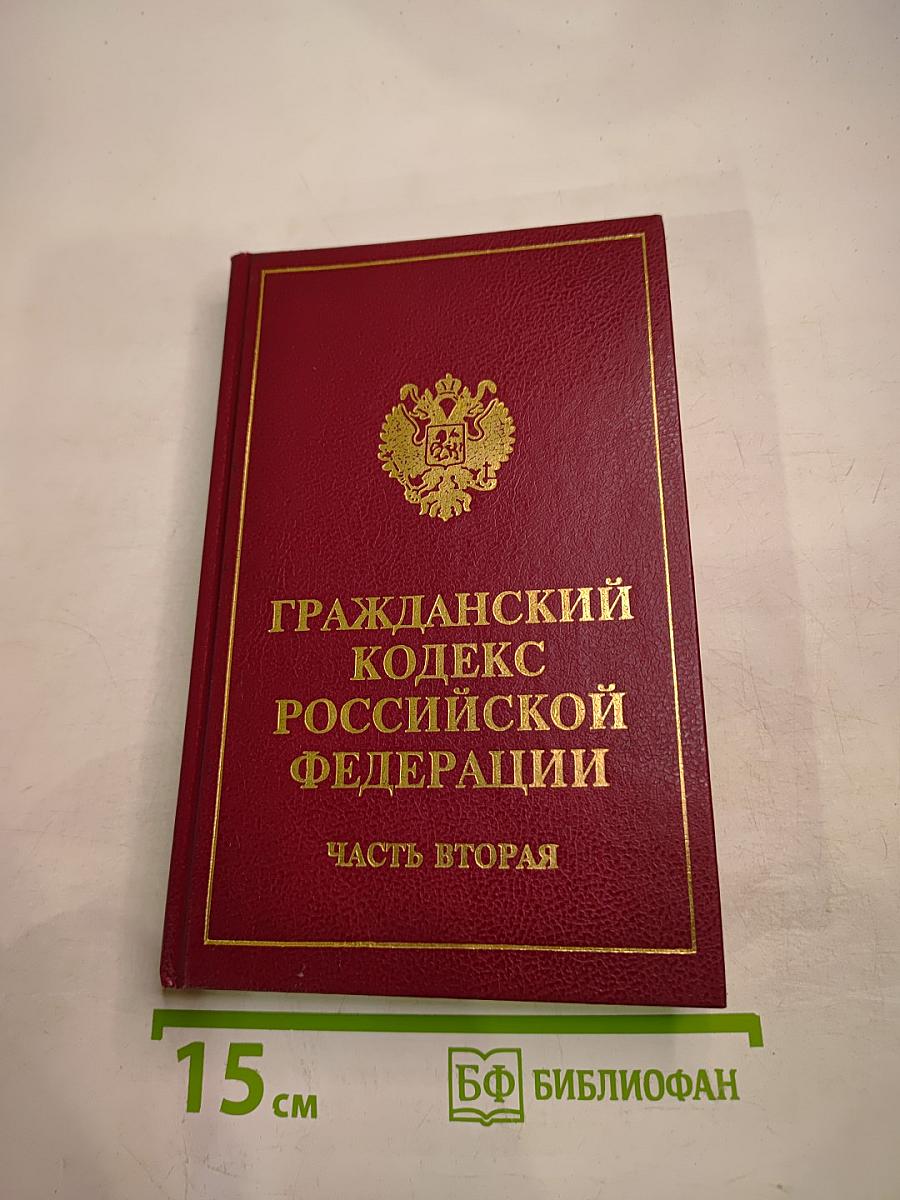 ГРАЖДАНСКИЙ
КОДЕКС
РОССИЙСКОЙ
ФЕДЕРАЦИИ
ЧАСТЬ ВТОРАЯ
15 см
БФ БИБЛИОФАН